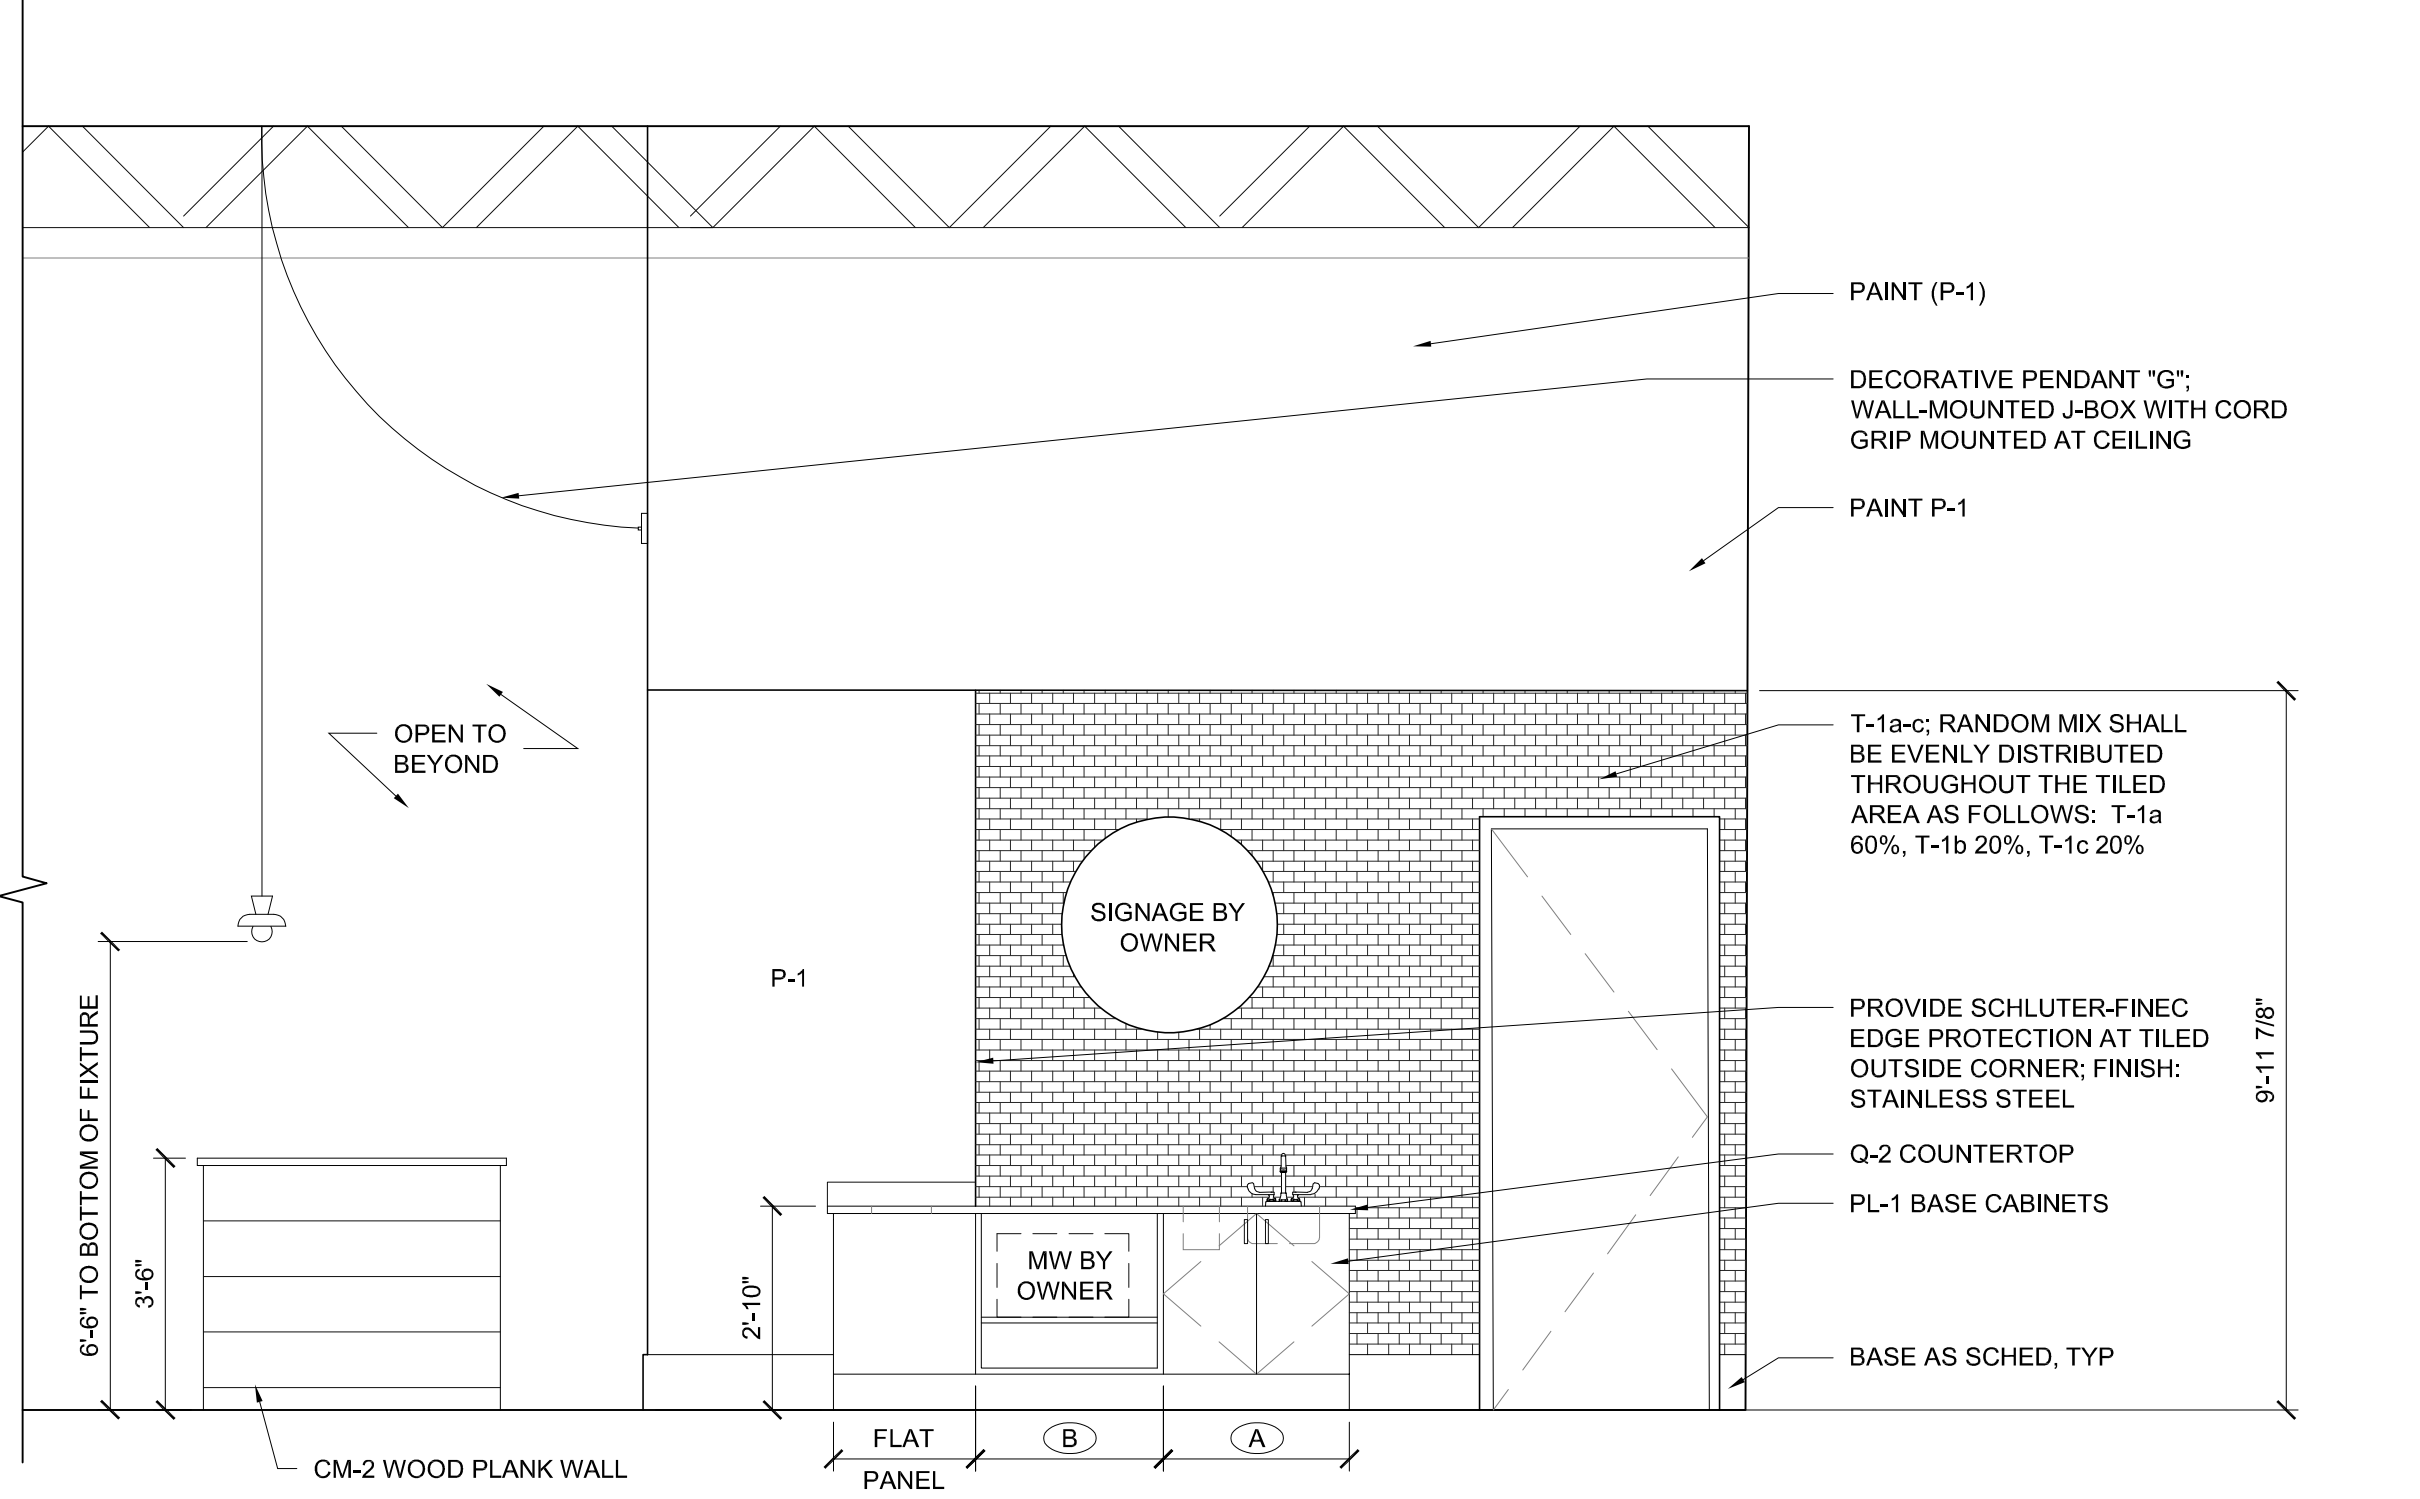 PAINT (P-1)
DECORATIVE PENDANT "G";
WALL-MOUNTED J-BOX WITH CORD
GRIP MOUNTED AT CEILING
PAINT P-1
OPEN TO
BEYOND
T-1a-c; RANDOM MIX SHALL
BE EVENLY DISTRIBUTED
THROUGHOUT THE TILED
AREA AS FOLLOWS:  T-1a
60%, T-1b 20%, T-1c 20%
SIGNAGE BY
OWNER
P-1
6'-6" TO BOTTOM OF FIXTURE
3'-6"
2'-10"
9'-11 7/8"
PROVIDE SCHLUTER-FINEC
EDGE PROTECTION AT TILED
OUTSIDE CORNER; FINISH:
STAINLESS STEEL
Q-2 COUNTERTOP
PL-1 BASE CABINETS
MW BY
OWNER
BASE AS SCHED, TYP
FLAT
PANEL
B
A
CM-2 WOOD PLANK WALL